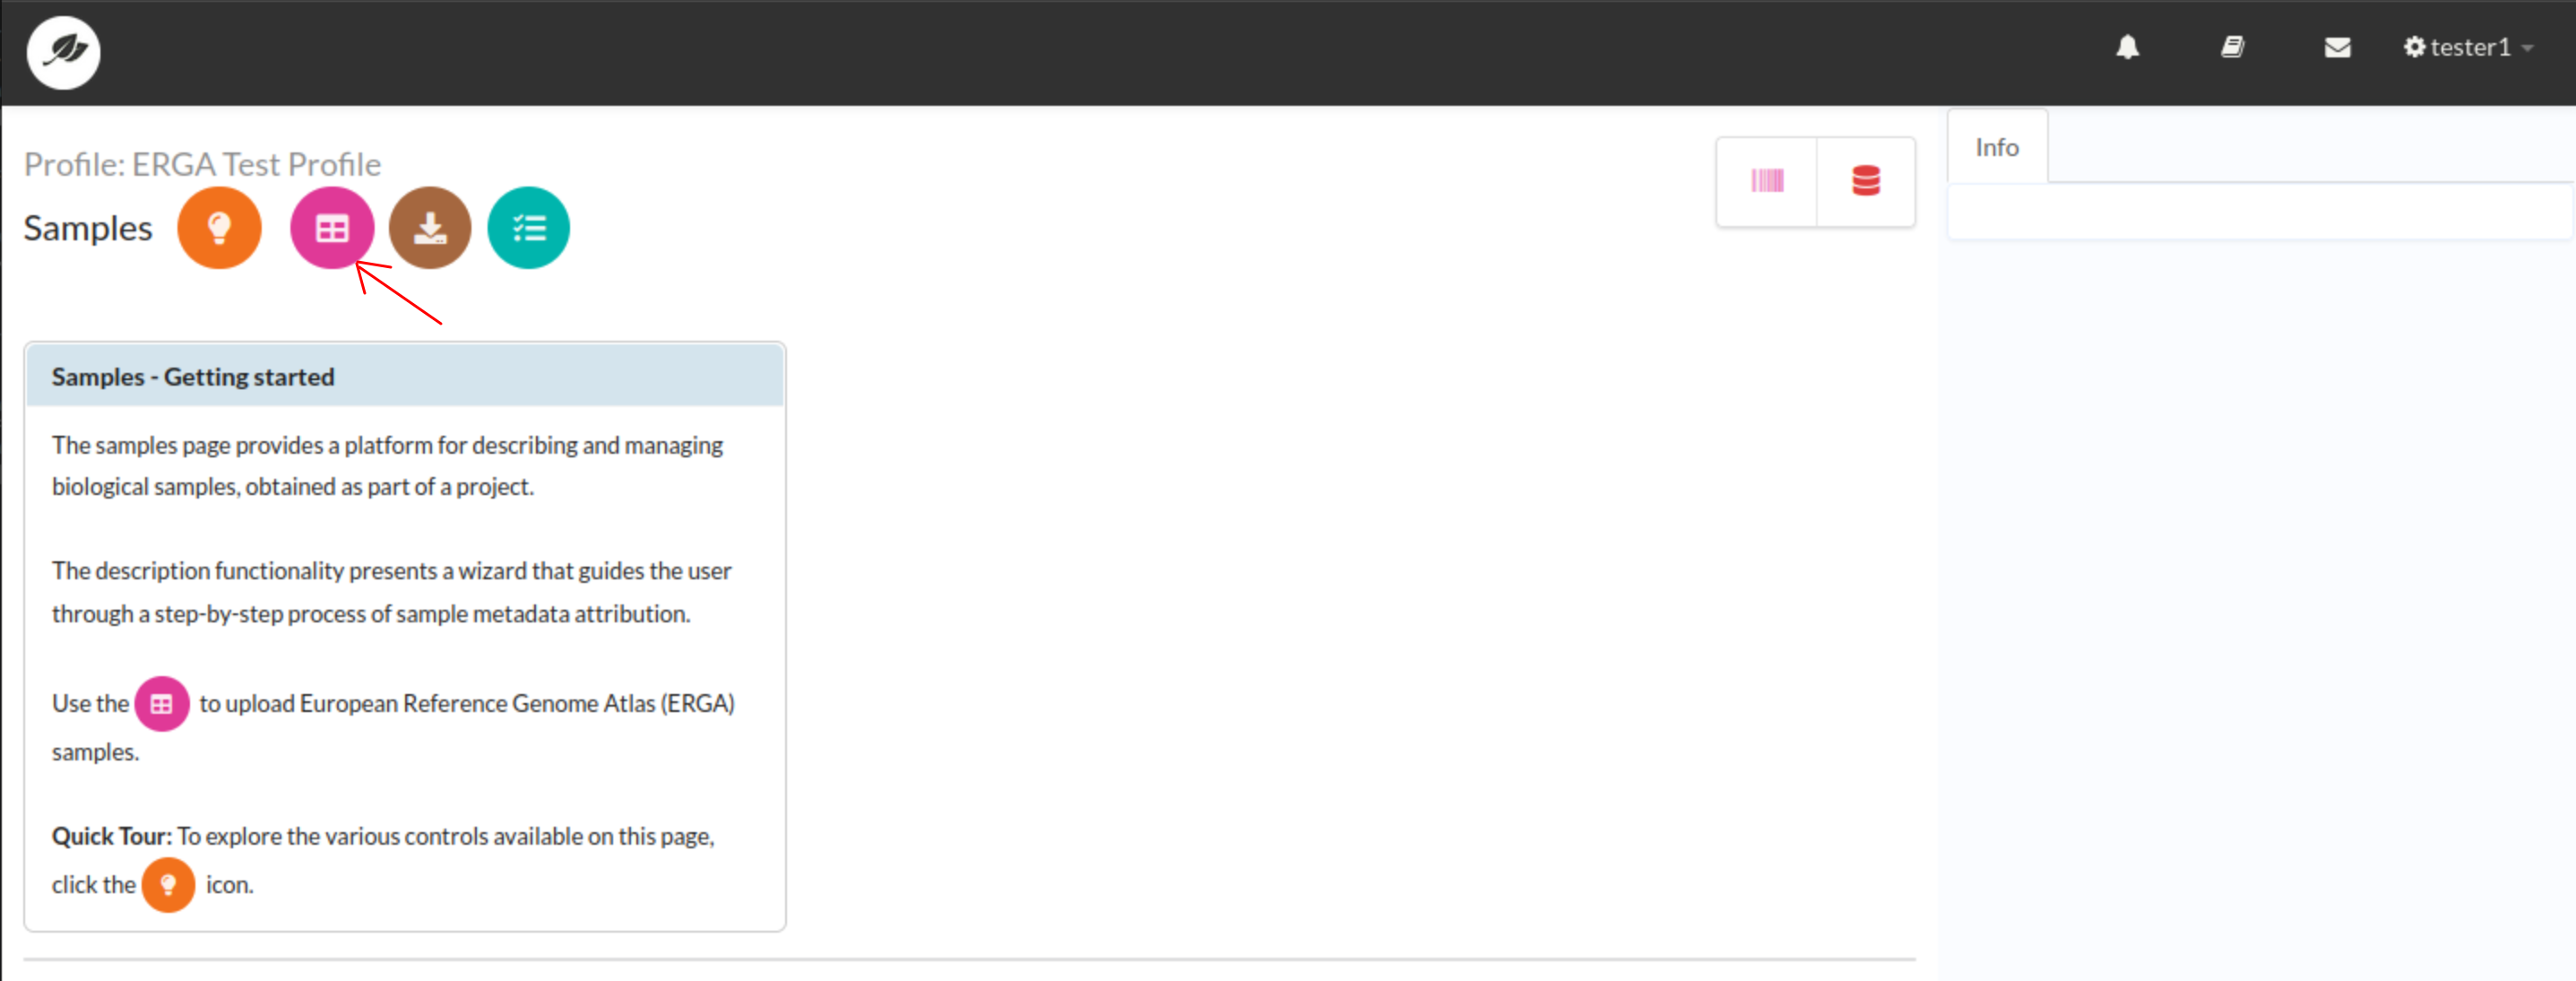 tester1
Profile: ERGA Test Profile
Info
Samples
Samples - Getting started
The samples page provides a platform for describing and managing
biological samples, obtained as part of a project.
The description functionality presents a wizard that guides the user
through a step-by-step process of sample metadata attribution.
Use the to upload European Reference Genome Atlas (ERGA)
samples.
Quick Tour: To explore the various controls available on this page,
click the icon.